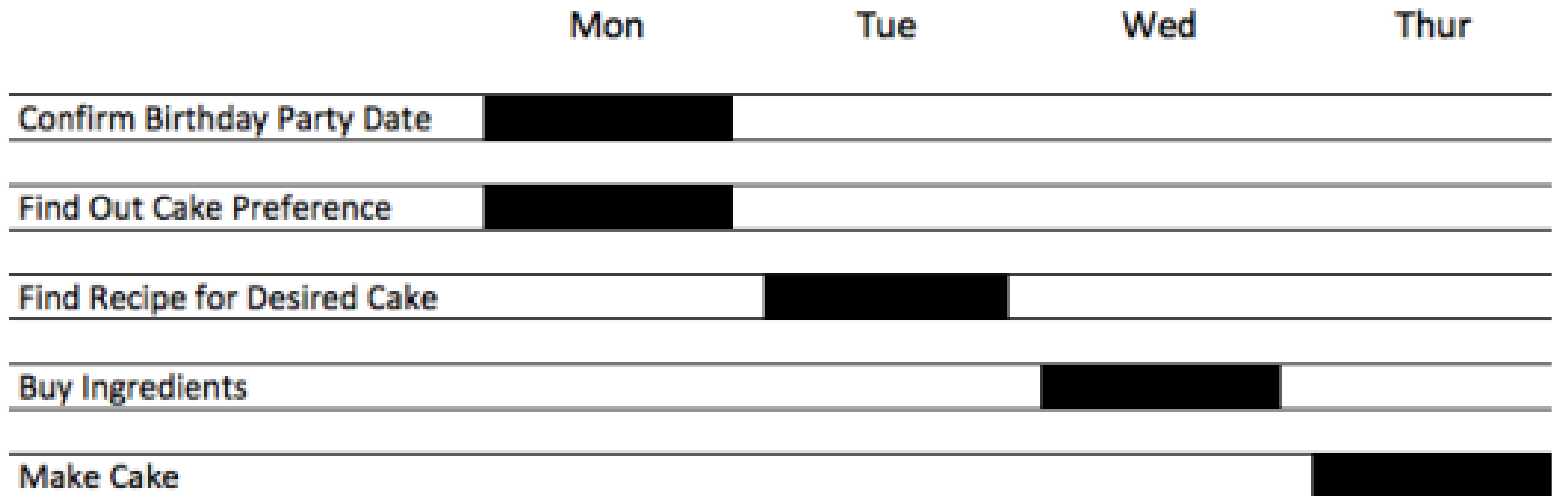 Mon Tue Wed Thur
Confirm Birthday Party Date
Find Out Cake Preference
Find Recipe for Desired Cake
Buy Ingredients
Make Cake